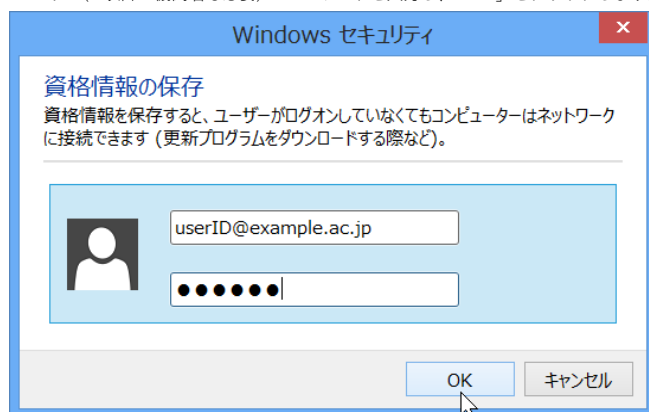 Windows セキュリティ
資格情報の保存
資格情報を保存すると、ユーザーがログオンしていなくてもコンピューターはネットワーク
に接続できます (更新プログラムをダウンロードする際など)。
userID@example.ac.jp
●●●●●●
OK キャンセル